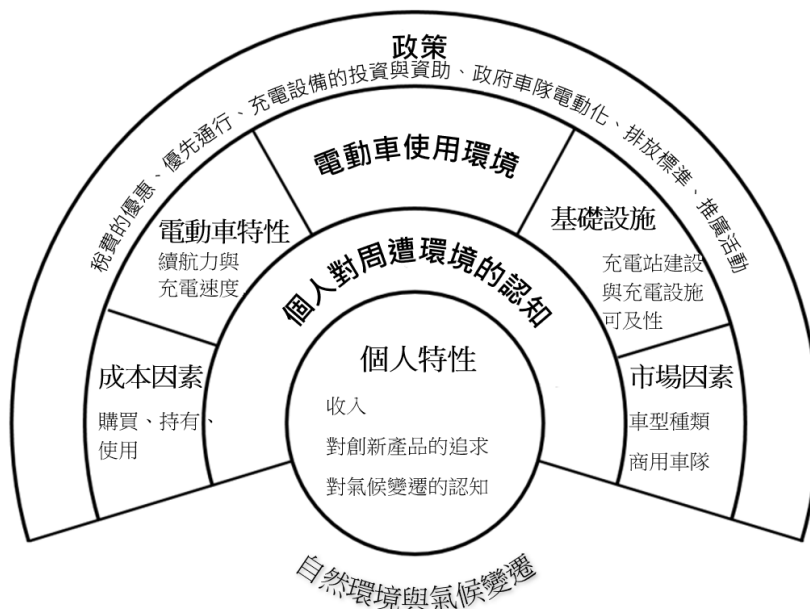 政策
稅費的優惠、優先通行、充電設備的投資與資助、政府車隊電動化、排放標準、推廣活動
電動車使用環境
電動車特性
續航力與
充電速度
基礎設施
充電站建設
與充電設施
可及性
個人對周遭環境的認知
成本因素
購買、持有、
使用
個人特性
收入
對創新產品的追求
對氣候變遷的認知
市場因素
車型種類
商用車隊
自然環境與氣候變遷